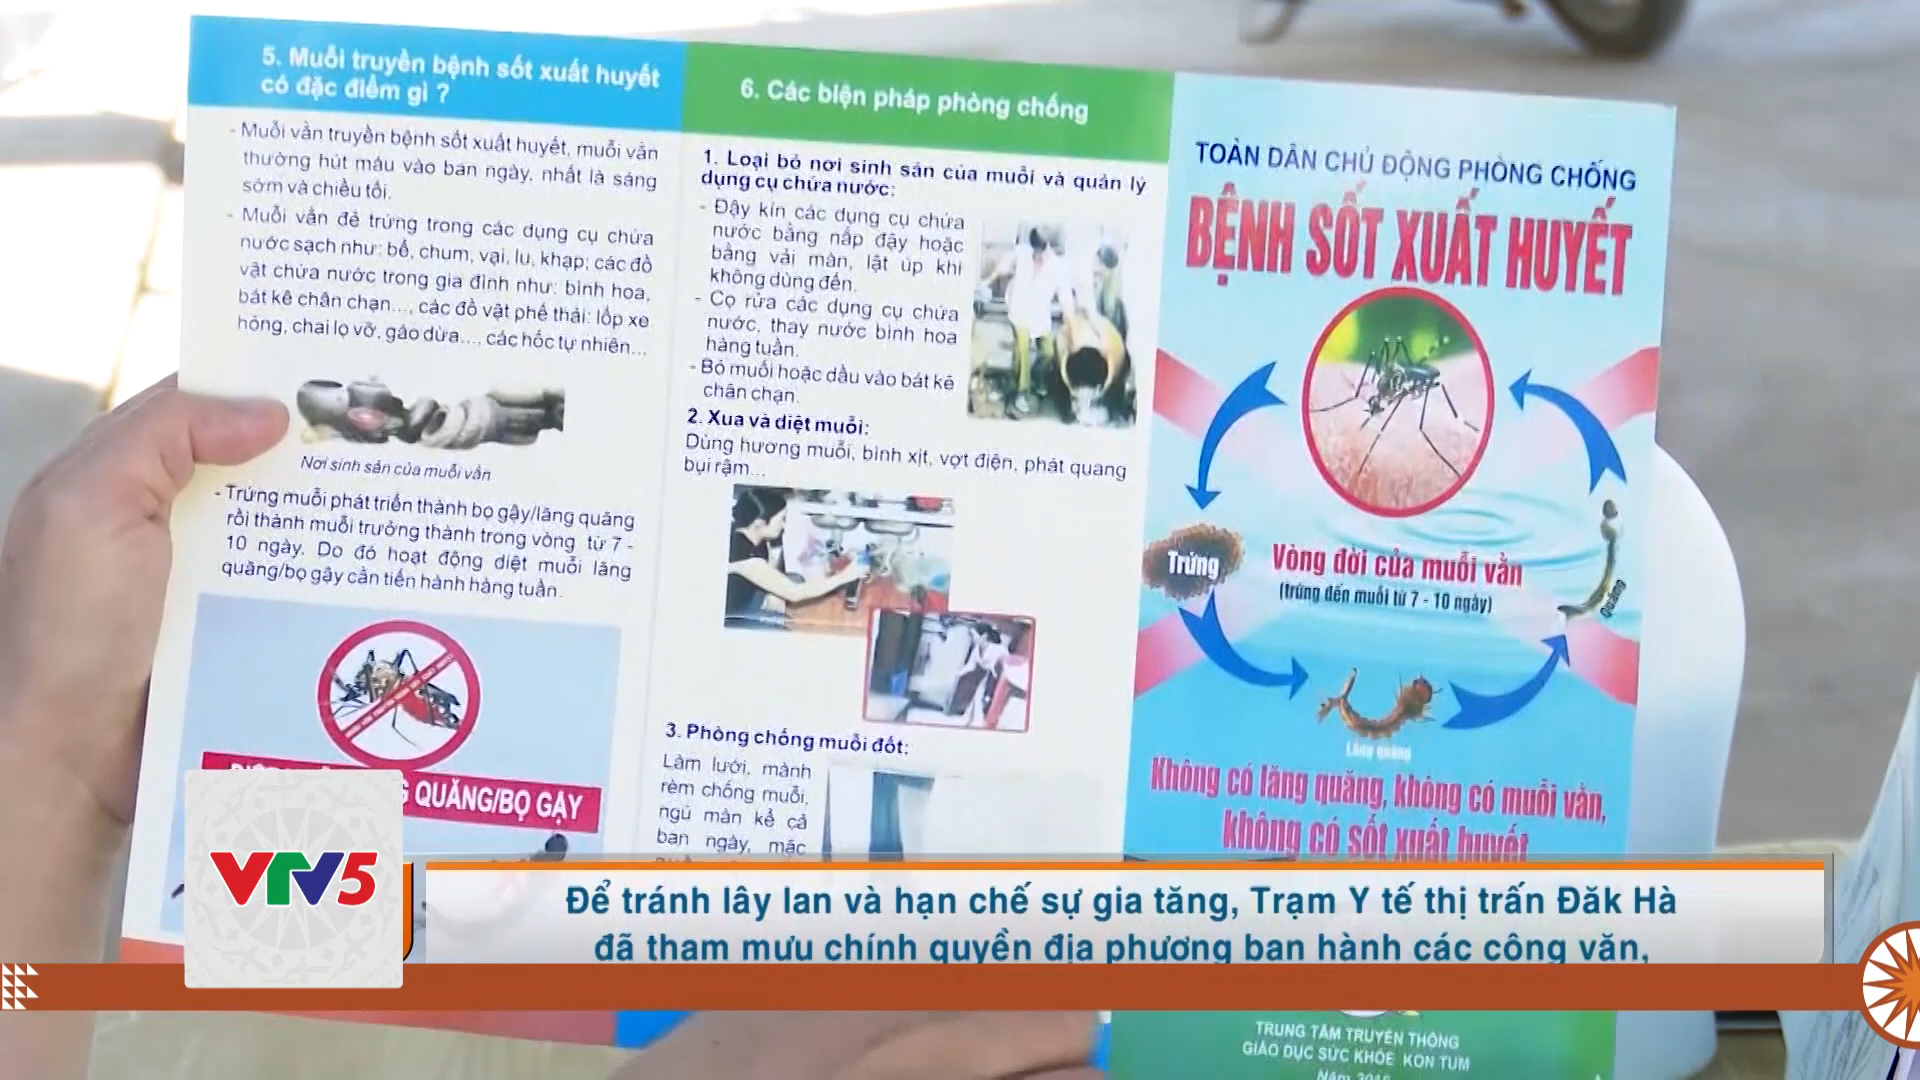 5. Muỗi truyền bệnh sốt xuất huyết
có đặc điểm gì ?
- Muỗi vằn truyền bệnh sốt xuất huyết, muỗi vằn
thường hút máu vào ban ngày, nhất là sáng
sớm và chiều tối.
- Muỗi vằn đẻ trứng trong các dụng cụ chứa
nước sạch như: bể, chum, vại, lu, khạp; các đồ
vật chứa nước trong gia đình như: bình hoa,
bát kê chân chạn..., các đồ vật phế thải: lốp xe
hỏng, chai lọ vỡ, gáo dừa..., các hốc tự nhiên...
Nơi sinh sản của muỗi vằn
- Trứng muỗi phát triển thành bọ gậy/lăng quăng
rồi thành muỗi trưởng thành trong vòng từ 7 -
10 ngày. Do đó hoạt động diệt muỗi lăng
quăng/bọ gậy cần tiến hành hàng tuần.
QUĂNG/BỌ GẬY
6. Các biện pháp phòng chống
1. Loại bỏ nơi sinh sản của muỗi và quản lý
dụng cụ chứa nước:
- Đậy kín các dụng cụ chứa
nước bằng nắp đậy hoặc
bằng vải màn, lật úp khi
không dùng đến.
- Cọ rửa các dụng cụ chứa
nước, thay nước bình hoa
hàng tuần.
- Bỏ muối hoặc dầu vào bát kê
chân chạn.
2. Xua và diệt muỗi:
Dùng hương muỗi, bình xịt, vợt điện, phát quang
bụi rậm...
3. Phòng chống muỗi đốt:
Làm lưới, mành
rèm chống muỗi,
ngủ màn kể cả
ban ngày, mặc
TOÀN DÂN CHỦ ĐỘNG PHÒNG CHỐNG
BỆNH SỐT XUẤT HUYẾT
Trứng
Vòng đời của muỗi vằn
(trứng đến muỗi từ 7 - 10 ngày)
Quăng
Lăng quăng
Không có lăng quăng, không có muỗi vằn,
không có sốt xuất huyết
VTV5
Để tránh lây lan và hạn chế sự gia tăng, Trạm Y tế thị trấn Đăk Hà
đã tham mưu chính quyền địa phương ban hành các công văn,
TRUNG TÂM TRUYỀN THÔNG
GIÁO DỤC SỨC KHỎE KON TUM